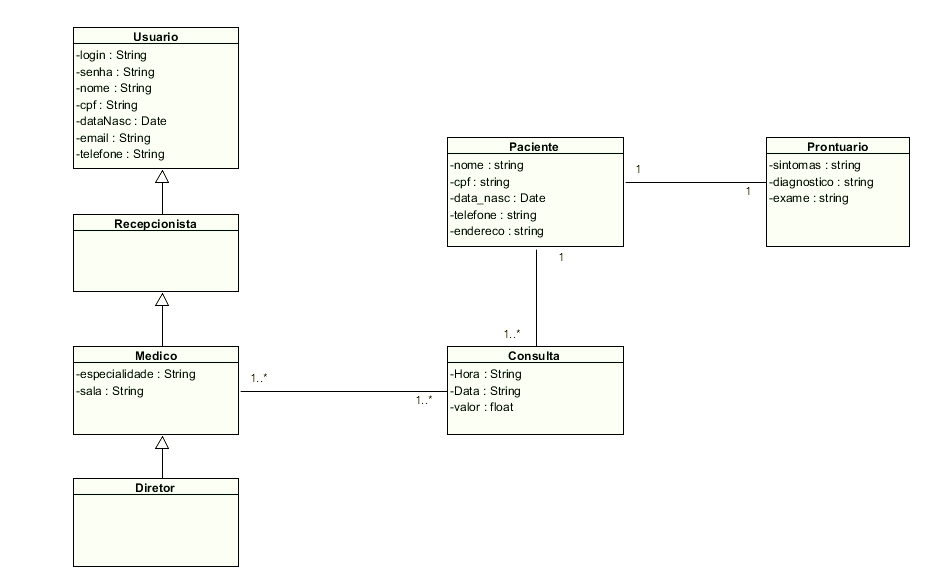 Usuario
-login : String
-senha : String
-nome : String
-cpf : String
-dataNasc : Date
-email : String
-telefone : String
Recepcionista
Medico
-especialidade : String
-sala : String
Diretor
Paciente
-nome : string
-cpf : string
-data_nasc : Date
-telefone : string
-endereco : string
Prontuario
-sintomas : string
-diagnostico : string
-exame : string
1
1
1
1..*
Consulta
-Hora : String
-Data : String
-valor : float
1..*
1..*